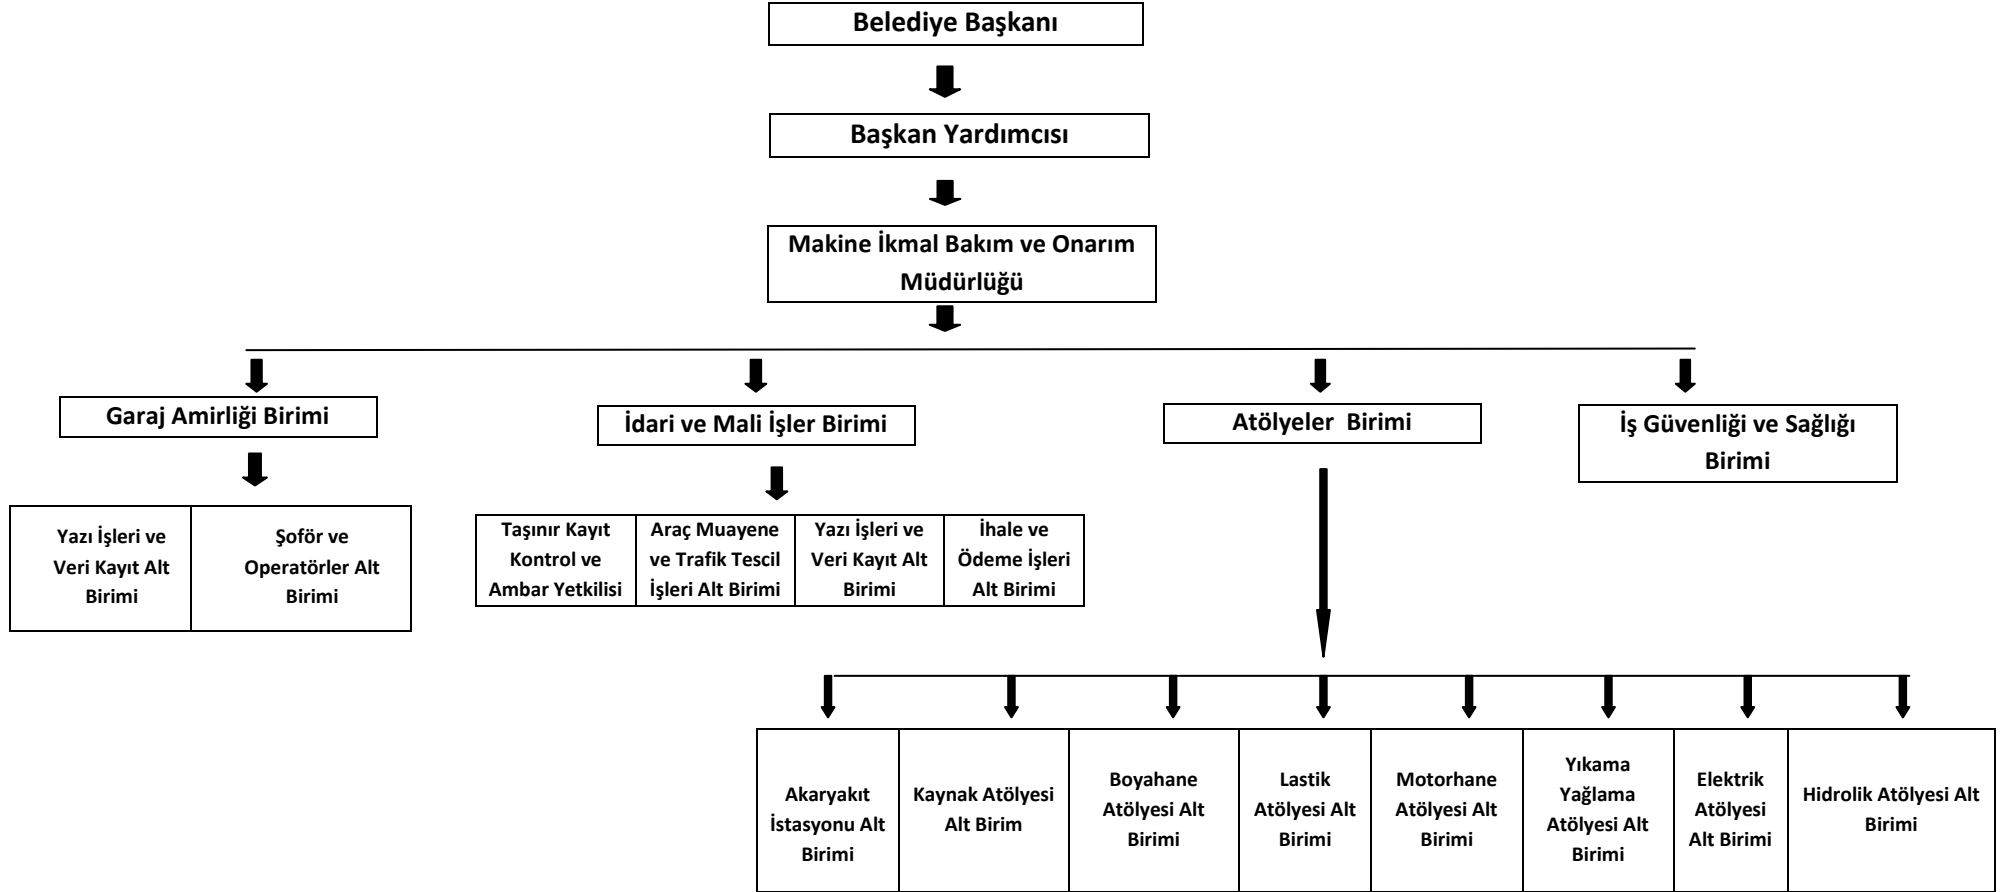 Belediye Başkanı
Başkan Yardımcısı
Makine İkmal Bakım ve Onarım
Müdürlüğü
Garaj Amirliği Birimi
İdari ve Mali İşler Birimi
Atölyeler Birimi
İş Güvenliği ve Sağlığı
Birimi
Yazı İşleri ve
Veri Kayıt Alt
Birimi
Şoför ve
Operatörler Alt
Birimi
Taşınır Kayıt
Kontrol ve
Ambar Yetkilisi
Araç Muayene
ve Trafik Tescil
İşleri Alt Birimi
Yazı İşleri ve
Veri Kayıt Alt
Birimi
İhale ve
Ödeme İşleri
Alt Birimi
Akaryakıt
İstasyonu Alt
Birimi
Kaynak Atölyesi
Alt Birim
Boyahane
Atölyesi Alt
Birimi
Lastik
Atölyesi Alt
Birimi
Motorhane
Atölyesi Alt
Birimi
Yıkama
Yağlama
Atölyesi Alt
Birimi
Elektrik
Atölyesi
Alt Birimi
Hidrolik Atölyesi Alt
Birimi